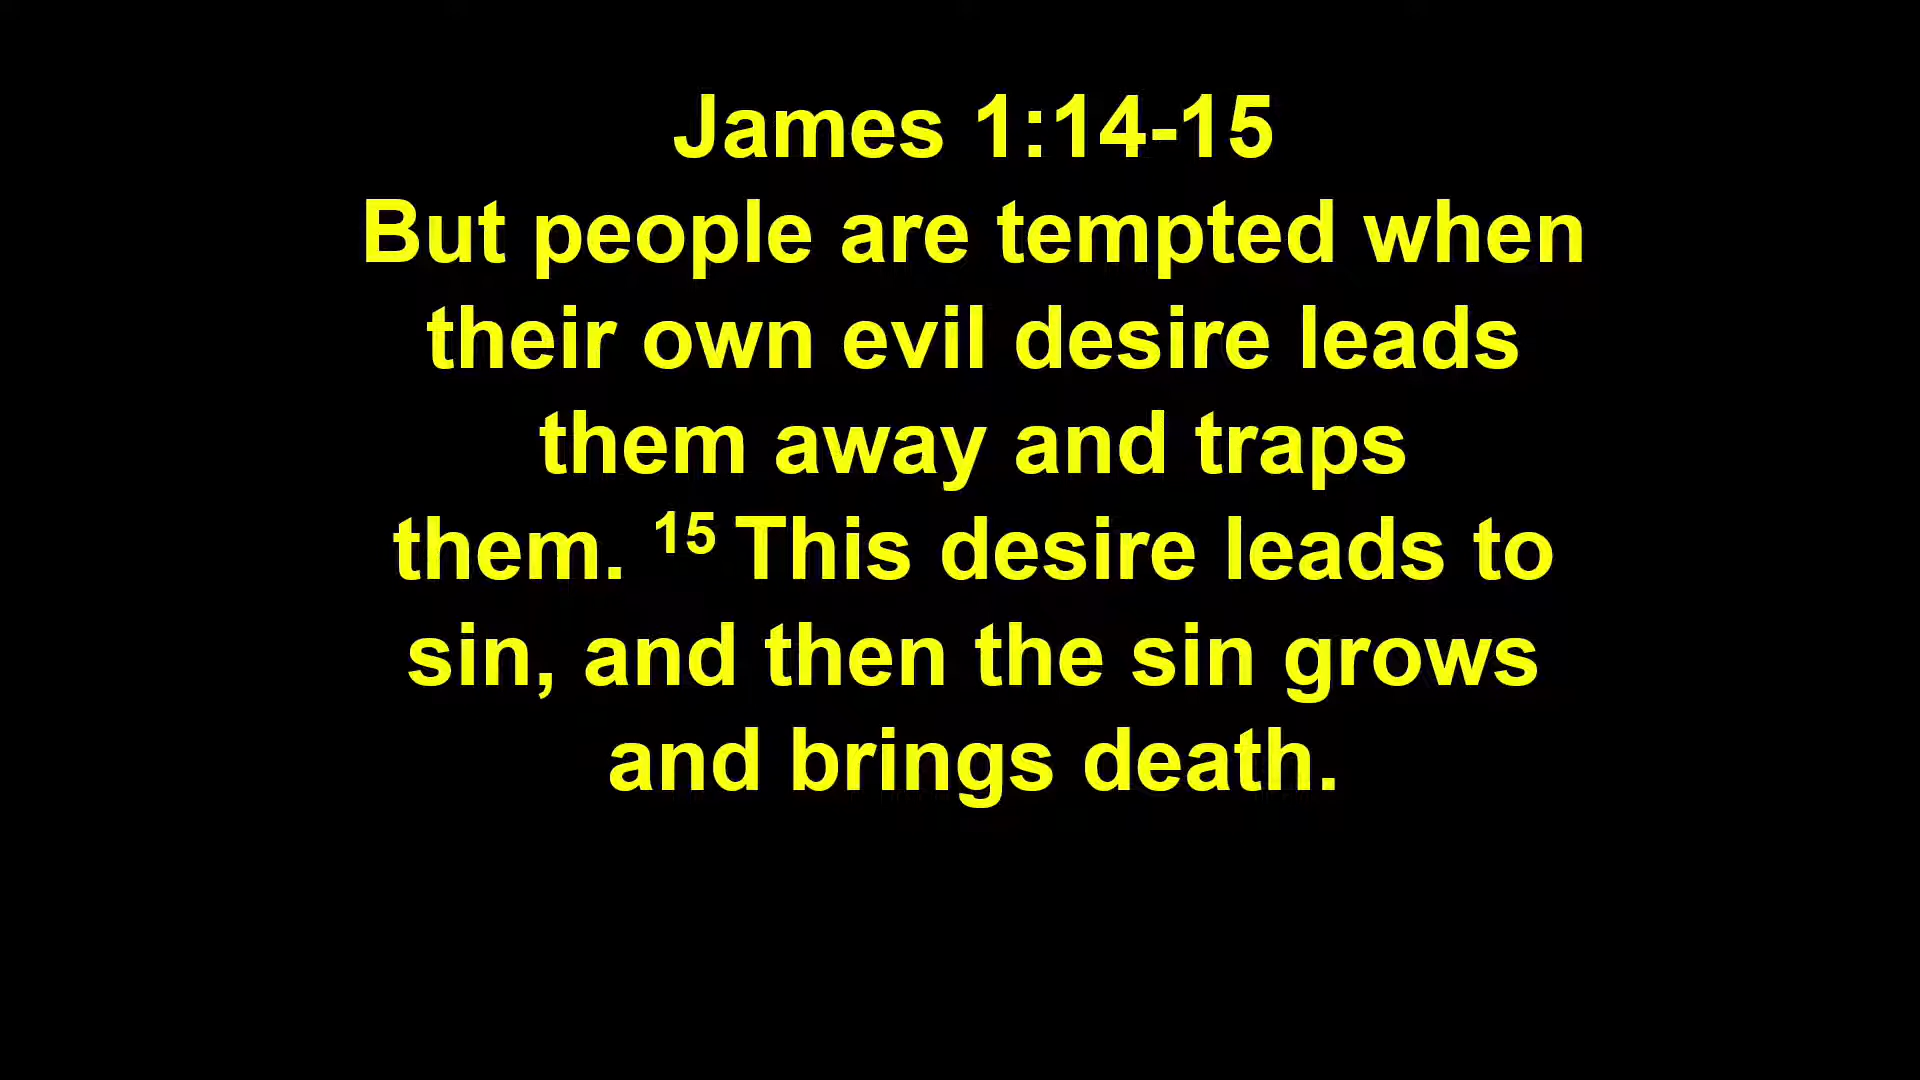 James 1:14-15
But people are tempted when
their own evil desire leads
them away and traps
them. 15 This desire leads to
sin, and then the sin grows
and brings death.